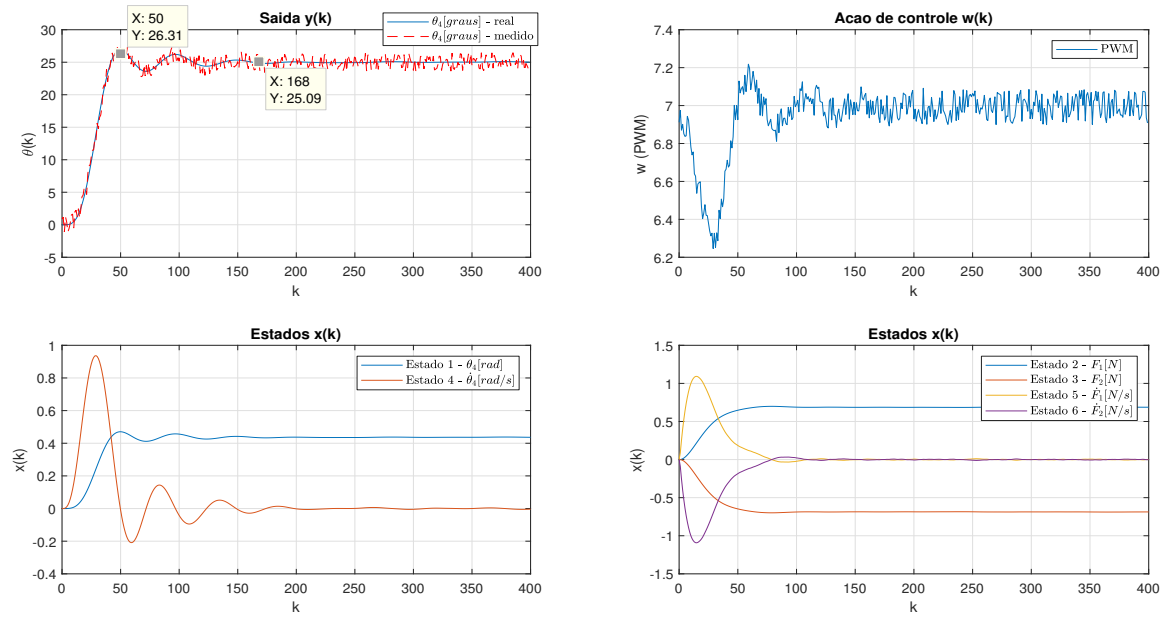 Saida y(k)
X: 50
Y: 26.31
θ₄[graus] - real
θ₄[graus] - medido
X: 168
Y: 25.09
30
25
20
15
10
5
0
-5
θ(k)
0 50 100 150 200 250 300 350 400
k
Acao de controle w(k)
PWM
7.4
7.2
7
6.8
6.6
6.4
6.2
w (PWM)
0 50 100 150 200 250 300 350 400
k
Estados x(k)
Estado 1 - θ₄[rad]
Estado 4 - θ̇₄[rad/s]
1
0.8
0.6
0.4
0.2
0
-0.2
-0.4
x(k)
0 50 100 150 200 250 300 350 400
k
Estados x(k)
Estado 2 - F₁[N]
Estado 3 - F₂[N]
Estado 5 - Ḟ₁[N/s]
Estado 6 - Ḟ₂[N/s]
1.5
1
0.5
0
-0.5
-1
-1.5
x(k)
0 50 100 150 200 250 300 350 400
k